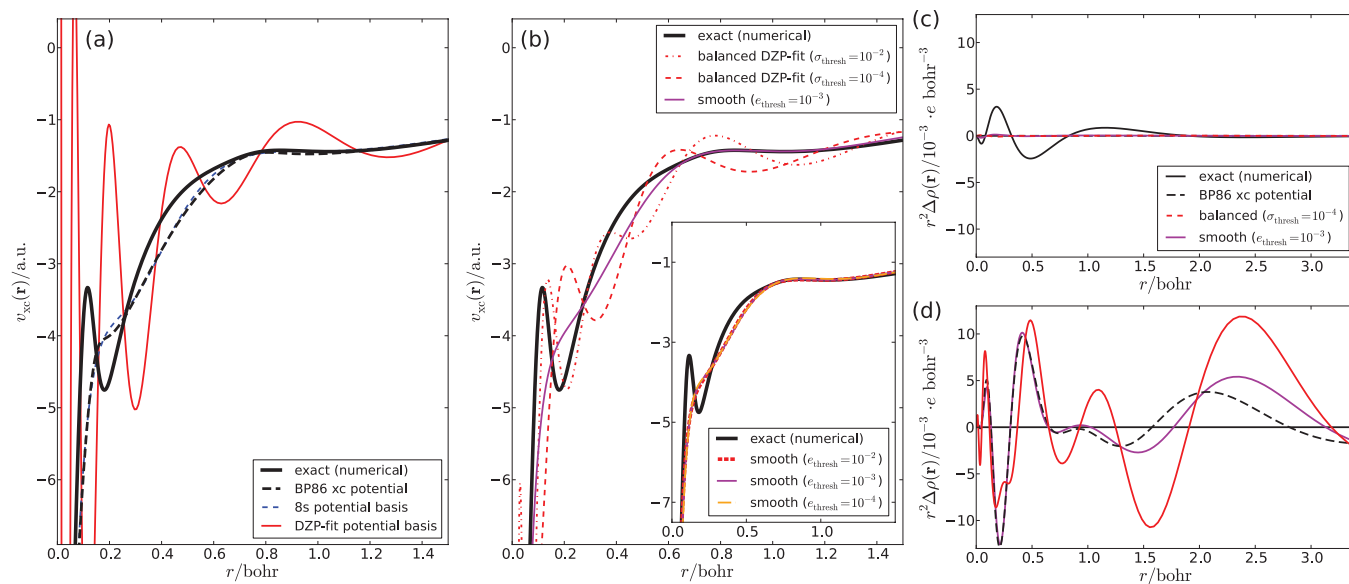 (a)
0
−1
−2
−3
−4
−5
−6
v_xc(r)/a.u.
exact (numerical)
BP86 xc potential
8s potential basis
DZP-fit potential basis
0.0 0.2 0.4 0.6 0.8 1.0 1.2 1.4
r/bohr
(b)
0
−1
−2
−3
−4
−5
−6
v_xc(r)/a.u.
exact (numerical)
balanced DZP-fit (σ_thresh=10^−2)
balanced DZP-fit (σ_thresh=10^−4)
smooth (e_thresh=10^−3)
−1
−3
−5
−7
exact (numerical)
smooth (e_thresh=10^−2)
smooth (e_thresh=10^−3)
smooth (e_thresh=10^−4)
0.0 0.5 1.0
0.0 0.2 0.4 0.6 0.8 1.0 1.2 1.4
r/bohr
(c)
10
5
0
−5
−10
r²Δρ(r)/10^−3 · e bohr^−3
exact (numerical)
BP86 xc potential
balanced (σ_thresh=10^−4)
smooth (e_thresh=10^−3)
0.0 0.5 1.0 1.5 2.0 2.5 3.0
r/bohr
(d)
10
5
0
−5
−10
r²Δρ(r)/10^−3 · e bohr^−3
0.0 0.5 1.0 1.5 2.0 2.5 3.0
r/bohr